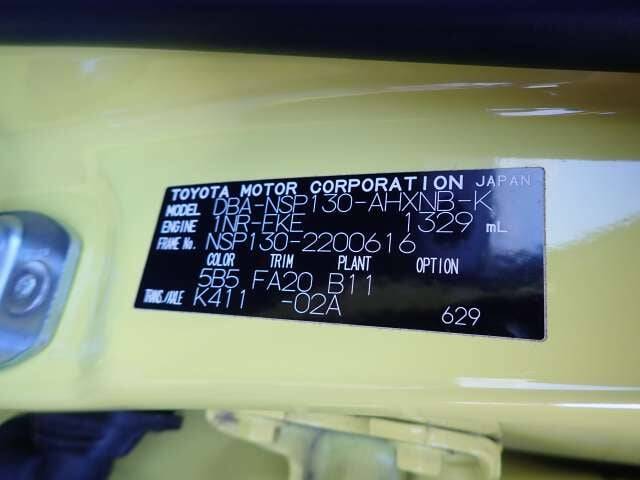 TOYOTA MOTOR CORPORATION JAPAN
MODEL DBA-NSP130-AHXNB-K
ENGINE 1NR-FKE 1329 mL
FRAME No. NSP130-2200616
COLOR TRIM PLANT OPTION
5B5 FA20 B11
TRANS./AXLE K411 -02A 629